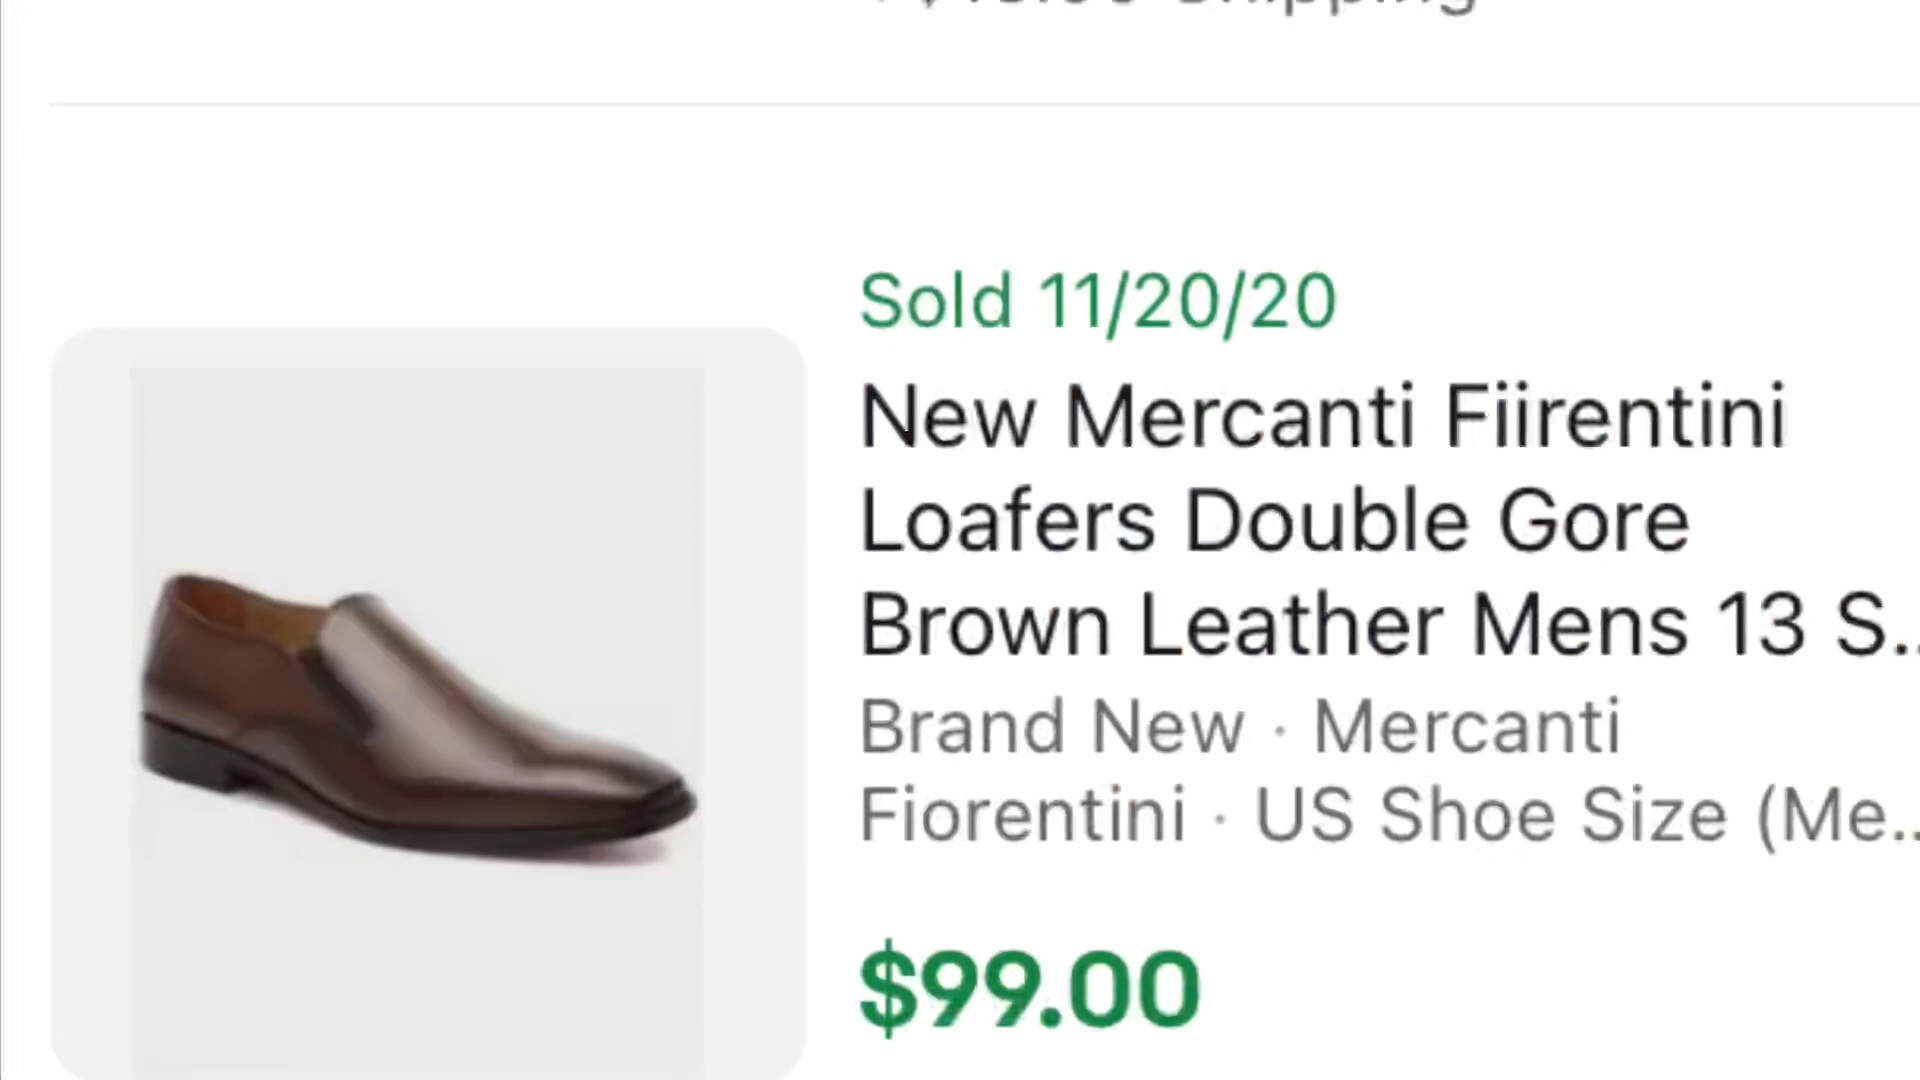 Shipping
Sold 11/20/20
New Mercanti Fiirentini
Loafers Double Gore
Brown Leather Mens 13 S..
Brand New · Mercanti
Fiorentini · US Shoe Size (Me..
$99.00